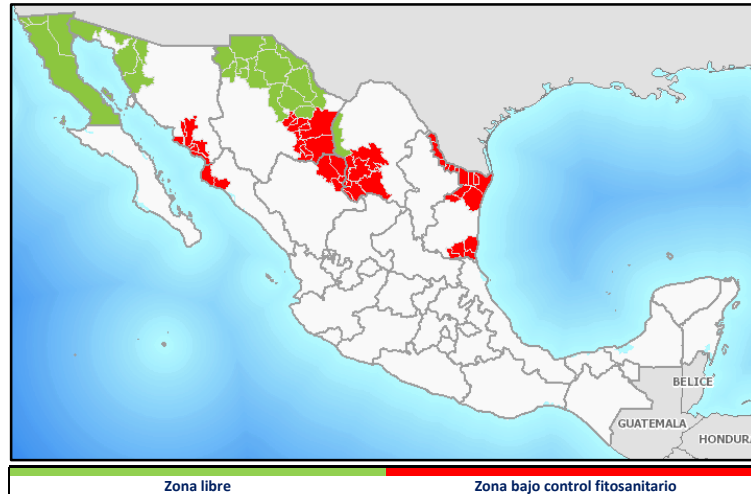 BELICE
GUATEMALA
HONDURA
Zona libre
Zona bajo control fitosanitario